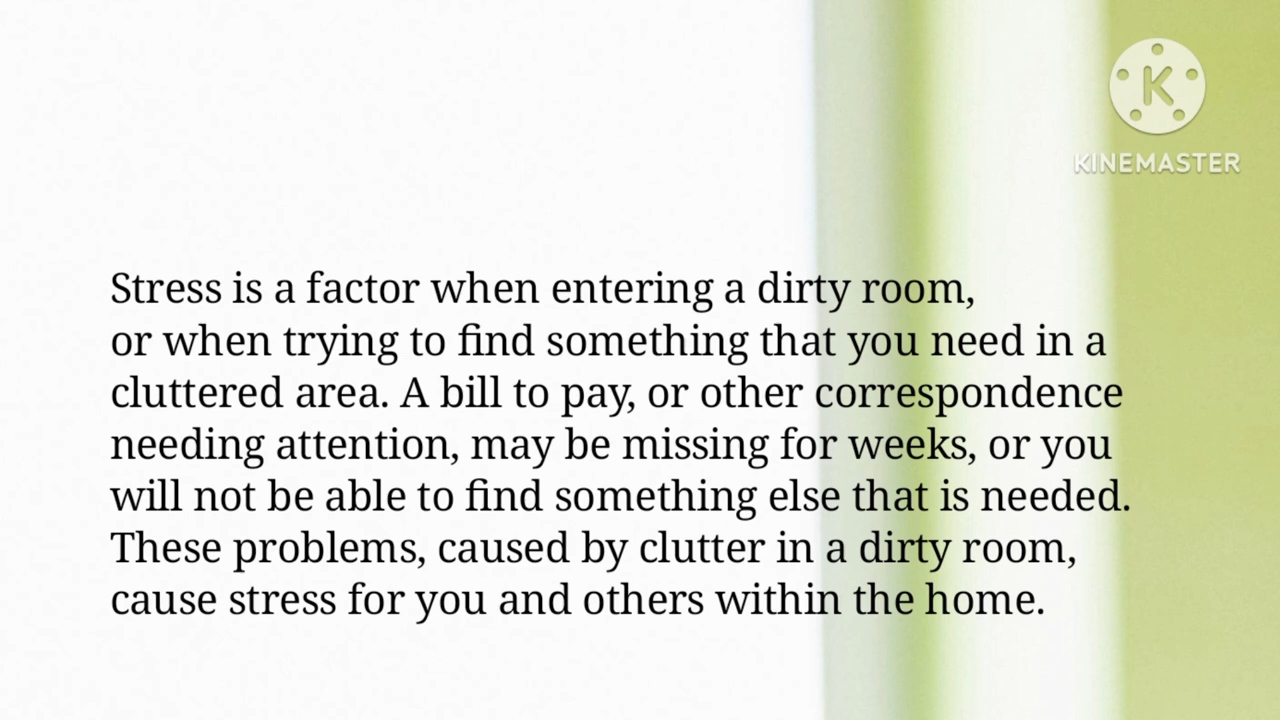 K
KINEMASTER
Stress is a factor when entering a dirty room,
or when trying to find something that you need in a
cluttered area. A bill to pay, or other correspondence
needing attention, may be missing for weeks, or you
will not be able to find something else that is needed.
These problems, caused by clutter in a dirty room,
cause stress for you and others within the home.